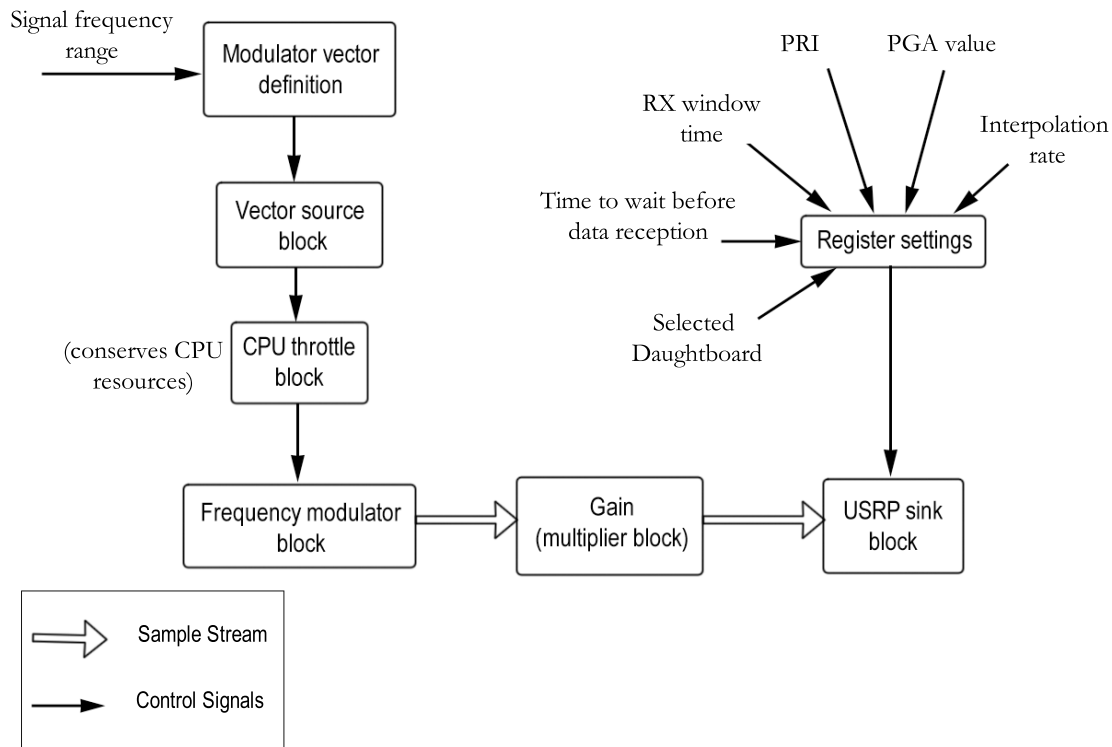 Signal frequency
range
Modulator vector
definition
Vector source
block
(conserves CPU
resources)
CPU throttle
block
Frequency modulator
block
Gain
(multiplier block)
USRP sink
block
PRI
PGA value
RX window
time
Interpolation
rate
Time to wait before
data reception
Register settings
Selected
Daughtboard
Sample Stream
Control Signals